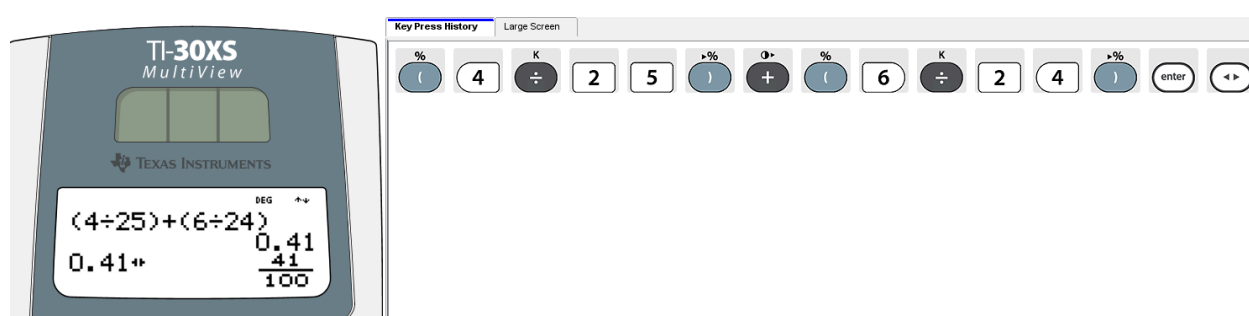 TI-30XS
MultiView
TEXAS INSTRUMENTS
DEG
(4÷25)+(6÷24)
0.41
0.41 41
100
Key Press History Large Screen
% K ▸% ◑▸ % K ▸%
( 4 ÷ 2 5 ) + ( 6 ÷ 2 4 ) enter ◂▸